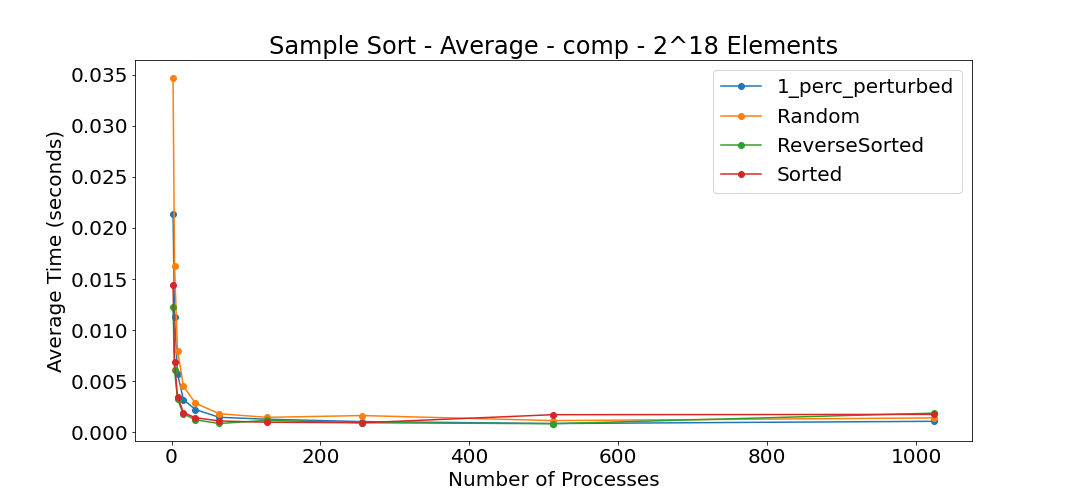 Sample Sort - Average - comp - 2^18 Elements
Average Time (seconds)
0.035
0.030
0.025
0.020
0.015
0.010
0.005
0.000
1_perc_perturbed
Random
ReverseSorted
Sorted
0 200 400 600 800 1000
Number of Processes